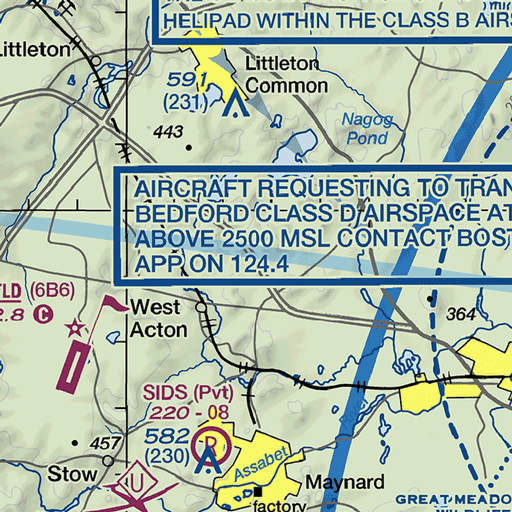 HELIPAD WITHIN THE CLASS B AIRS
Littleton
Littleton
Common
591
(231)
443
Nagog
Pond
AIRCRAFT REQUESTING TO TRAN
BEDFORD CLASS D AIRSPACE AT
ABOVE 2500 MSL CONTACT BOST
APP ON 124.4
LD (6B6)
2.8 C
West
Acton
364
SIDS (Pvt)
220 - 08
582
(230)
R
457
Stow
U
Assabet
Maynard
factory
GREAT MEADO